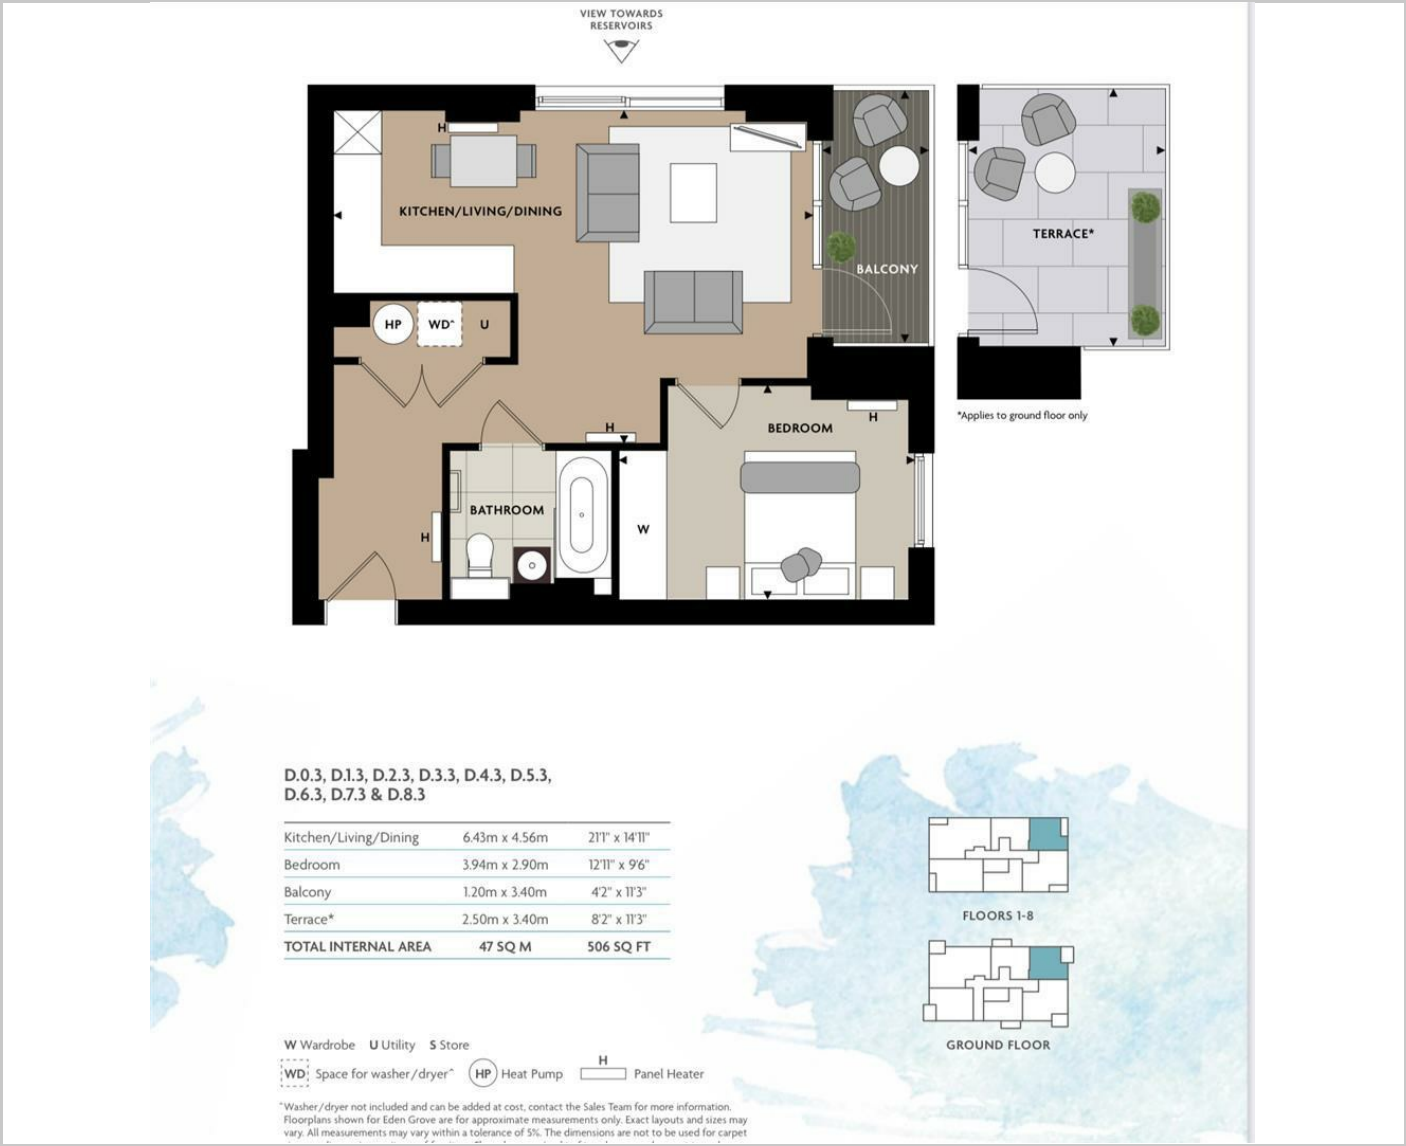 VIEW TOWARDS
RESERVOIRS
H
KITCHEN/LIVING/DINING
BALCONY
TERRACE*
HP
WD^
U
*Applies to ground floor only
H
BEDROOM
H
BATHROOM
W
H
D.0.3, D.1.3, D.2.3, D.3.3, D.4.3, D.5.3,
D.6.3, D.7.3 & D.8.3
Kitchen/Living/Dining 6.43m x 4.56m 21'1" x 14'11"
Bedroom 3.94m x 2.90m 12'11" x 9'6"
Balcony 1.20m x 3.40m 4'2" x 11'3"
Terrace* 2.50m x 3.40m 8'2" x 11'3"
TOTAL INTERNAL AREA 47 SQ M 506 SQ FT
FLOORS 1-8
GROUND FLOOR
W Wardrobe U Utility S Store
WD Space for washer/dryer^ HP Heat Pump H Panel Heater
^Washer/dryer not included and can be added at cost, contact the Sales Team for more information.
Floorplans shown for Eden Grove are for approximate measurements only. Exact layouts and sizes may
vary. All measurements may vary within a tolerance of 5%. The dimensions are not to be used for carpet